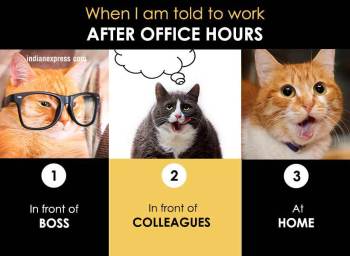 When I am told to work
AFTER OFFICE HOURS
indianexpress.com
1
In front of
BOSS
2
In front of
COLLEAGUES
3
At
HOME